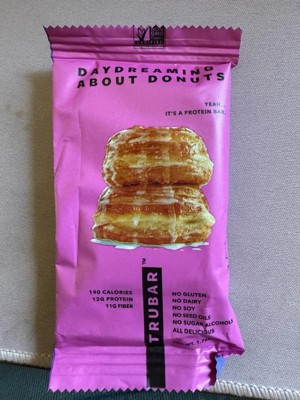 DAYDREAMING
ABOUT DONUTS
YEAH,
IT'S A PROTEIN BAR.
TRUBAR™
190 CALORIES
12G PROTEIN
11G FIBER
NO GLUTEN
NO DAIRY
NO SOY
NO SEED OILS
NO SUGAR ALCOHOLS
ALL DELICIOUS